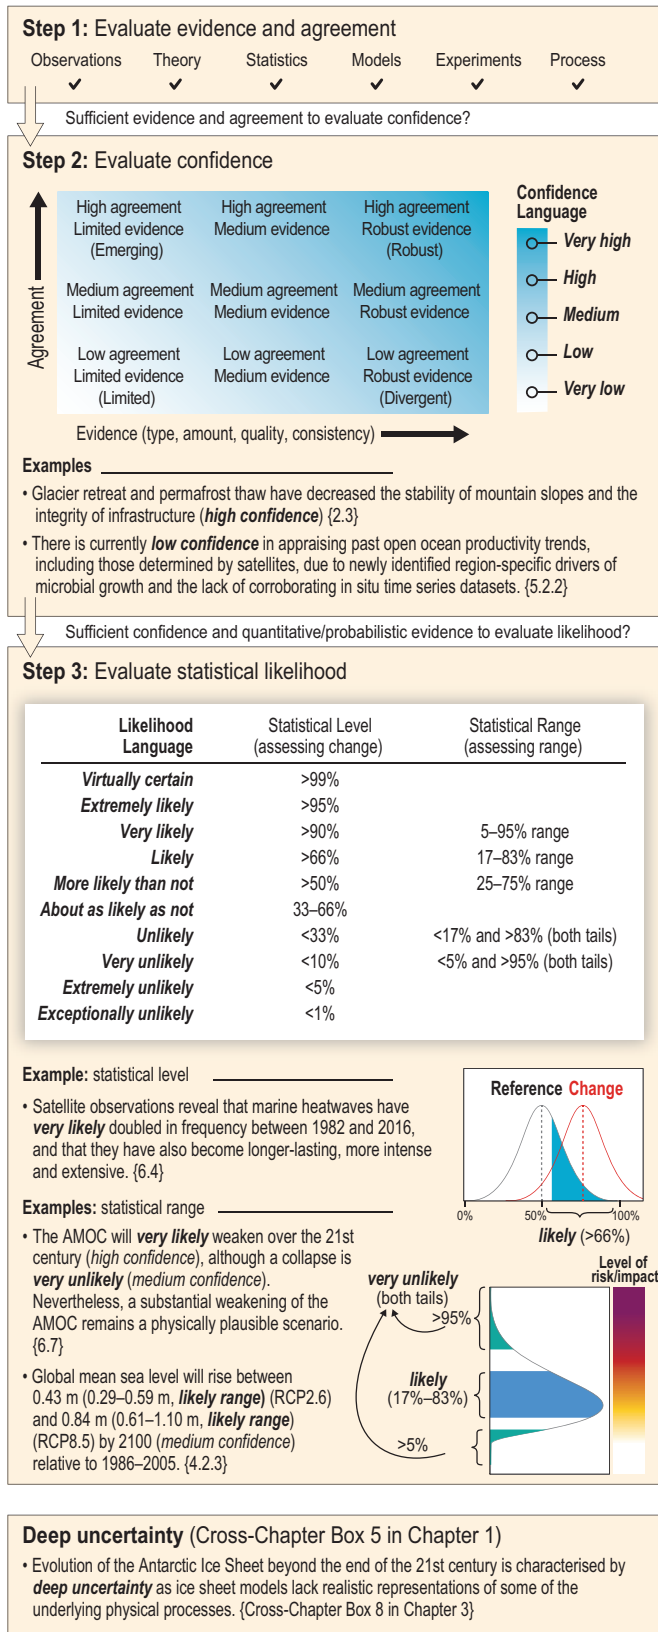 Step 1: Evaluate evidence and agreement
Observations Theory Statistics Models Experiments Process
Sufficient evidence and agreement to evaluate confidence?
Step 2: Evaluate confidence
Agreement
High agreement
Limited evidence
(Emerging)
High agreement
Medium evidence
High agreement
Robust evidence
(Robust)
Medium agreement
Limited evidence
Medium agreement
Medium evidence
Medium agreement
Robust evidence
Low agreement
Limited evidence
(Limited)
Low agreement
Medium evidence
Low agreement
Robust evidence
(Divergent)
Evidence (type, amount, quality, consistency)
Confidence
Language
Very high
High
Medium
Low
Very low
Examples
• Glacier retreat and permafrost thaw have decreased the stability of mountain slopes and the
integrity of infrastructure (high confidence) {2.3}
• There is currently low confidence in appraising past open ocean productivity trends,
including those determined by satellites, due to newly identified region-specific drivers of
microbial growth and the lack of corroborating in situ time series datasets. {5.2.2}
Sufficient confidence and quantitative/probabilistic evidence to evaluate likelihood?
Step 3: Evaluate statistical likelihood
Likelihood Statistical Level Statistical Range
Language (assessing change) (assessing range)
Virtually certain >99%
Extremely likely >95%
Very likely >90% 5–95% range
Likely >66% 17–83% range
More likely than not >50% 25–75% range
About as likely as not 33–66%
Unlikely <33% <17% and >83% (both tails)
Very unlikely <10% <5% and >95% (both tails)
Extremely unlikely <5%
Exceptionally unlikely <1%
Example: statistical level
• Satellite observations reveal that marine heatwaves have
very likely doubled in frequency between 1982 and 2016,
and that they have also become longer-lasting, more intense
and extensive. {6.4}
Reference Change
0% 50% 100%
likely (>66%)
Examples: statistical range
• The AMOC will very likely weaken over the 21st
century (high confidence), although a collapse is
very unlikely (medium confidence).
Nevertheless, a substantial weakening of the
AMOC remains a physically plausible scenario.
{6.7}
• Global mean sea level will rise between
0.43 m (0.29–0.59 m, likely range) (RCP2.6)
and 0.84 m (0.61–1.10 m, likely range)
(RCP8.5) by 2100 (medium confidence)
relative to 1986–2005. {4.2.3}
Level of
risk/impact
very unlikely
(both tails)
>95%
likely
(17%–83%)
>5%
Deep uncertainty (Cross-Chapter Box 5 in Chapter 1)
• Evolution of the Antarctic Ice Sheet beyond the end of the 21st century is characterised by
deep uncertainty as ice sheet models lack realistic representations of some of the
underlying physical processes. {Cross-Chapter Box 8 in Chapter 3}